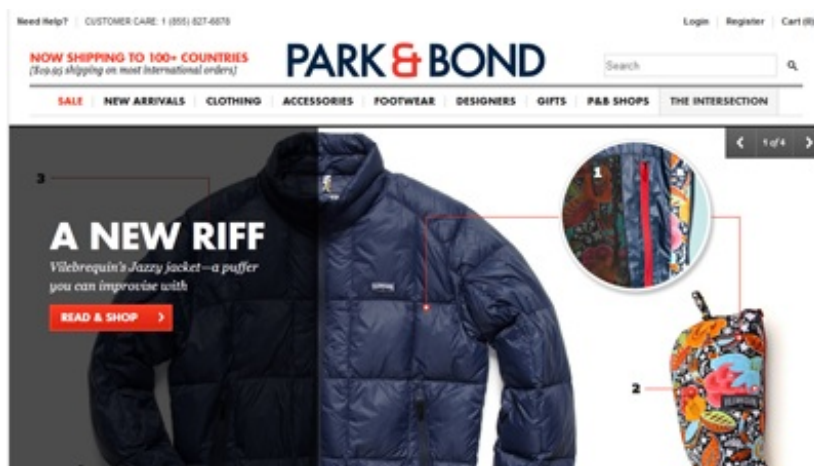 Need Help? CUSTOMER CARE: 1 (855) 827-6878
Login Register Cart (0)
NOW SHIPPING TO 100+ COUNTRIES
($19.95 shipping on most international orders)
PARK & BOND
Search
SALE NEW ARRIVALS CLOTHING ACCESSORIES FOOTWEAR DESIGNERS GIFTS P&B SHOPS THE INTERSECTION
1 of 4
3
1
A NEW RIFF
Vilebrequin's Jazzy jacket—a puffer
you can improvise with
READ & SHOP
2
VILEBREQUIN